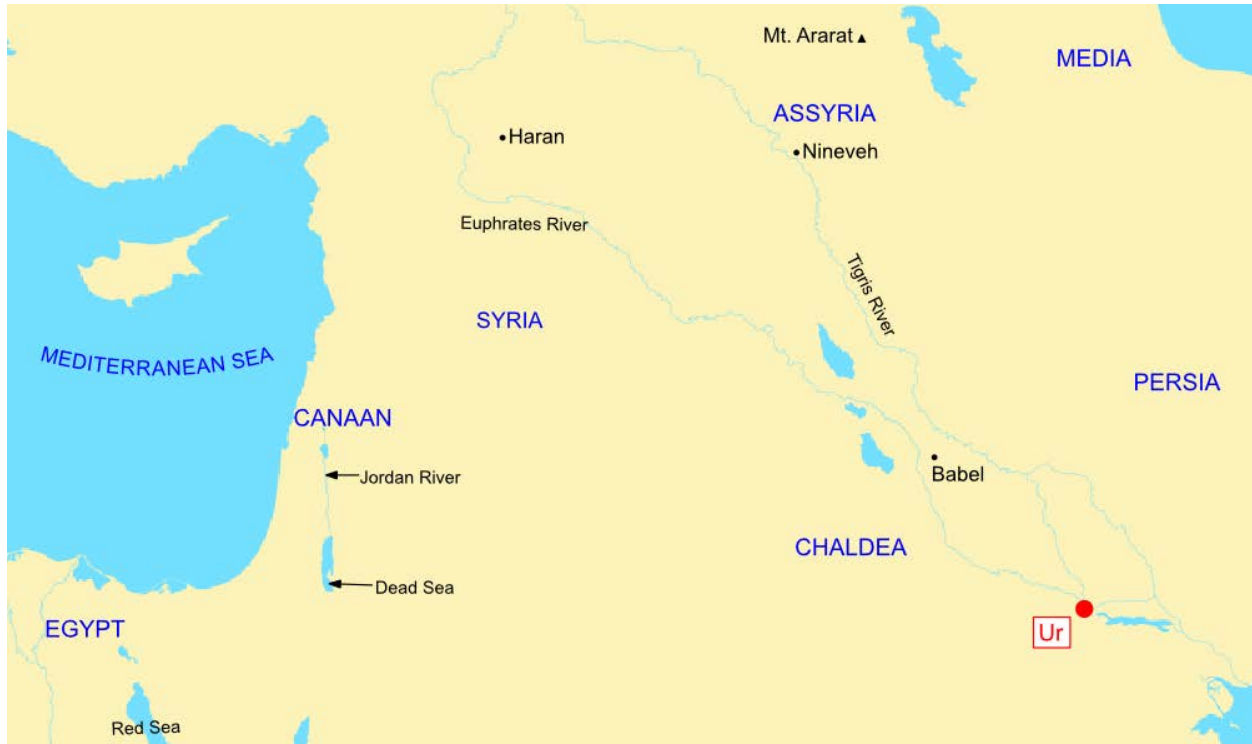 Mt. Ararat
MEDIA
ASSYRIA
Haran
Nineveh
Euphrates River
Tigris River
SYRIA
MEDITERRANEAN SEA
PERSIA
CANAAN
Jordan River
Babel
CHALDEA
Dead Sea
EGYPT
Ur
Red Sea